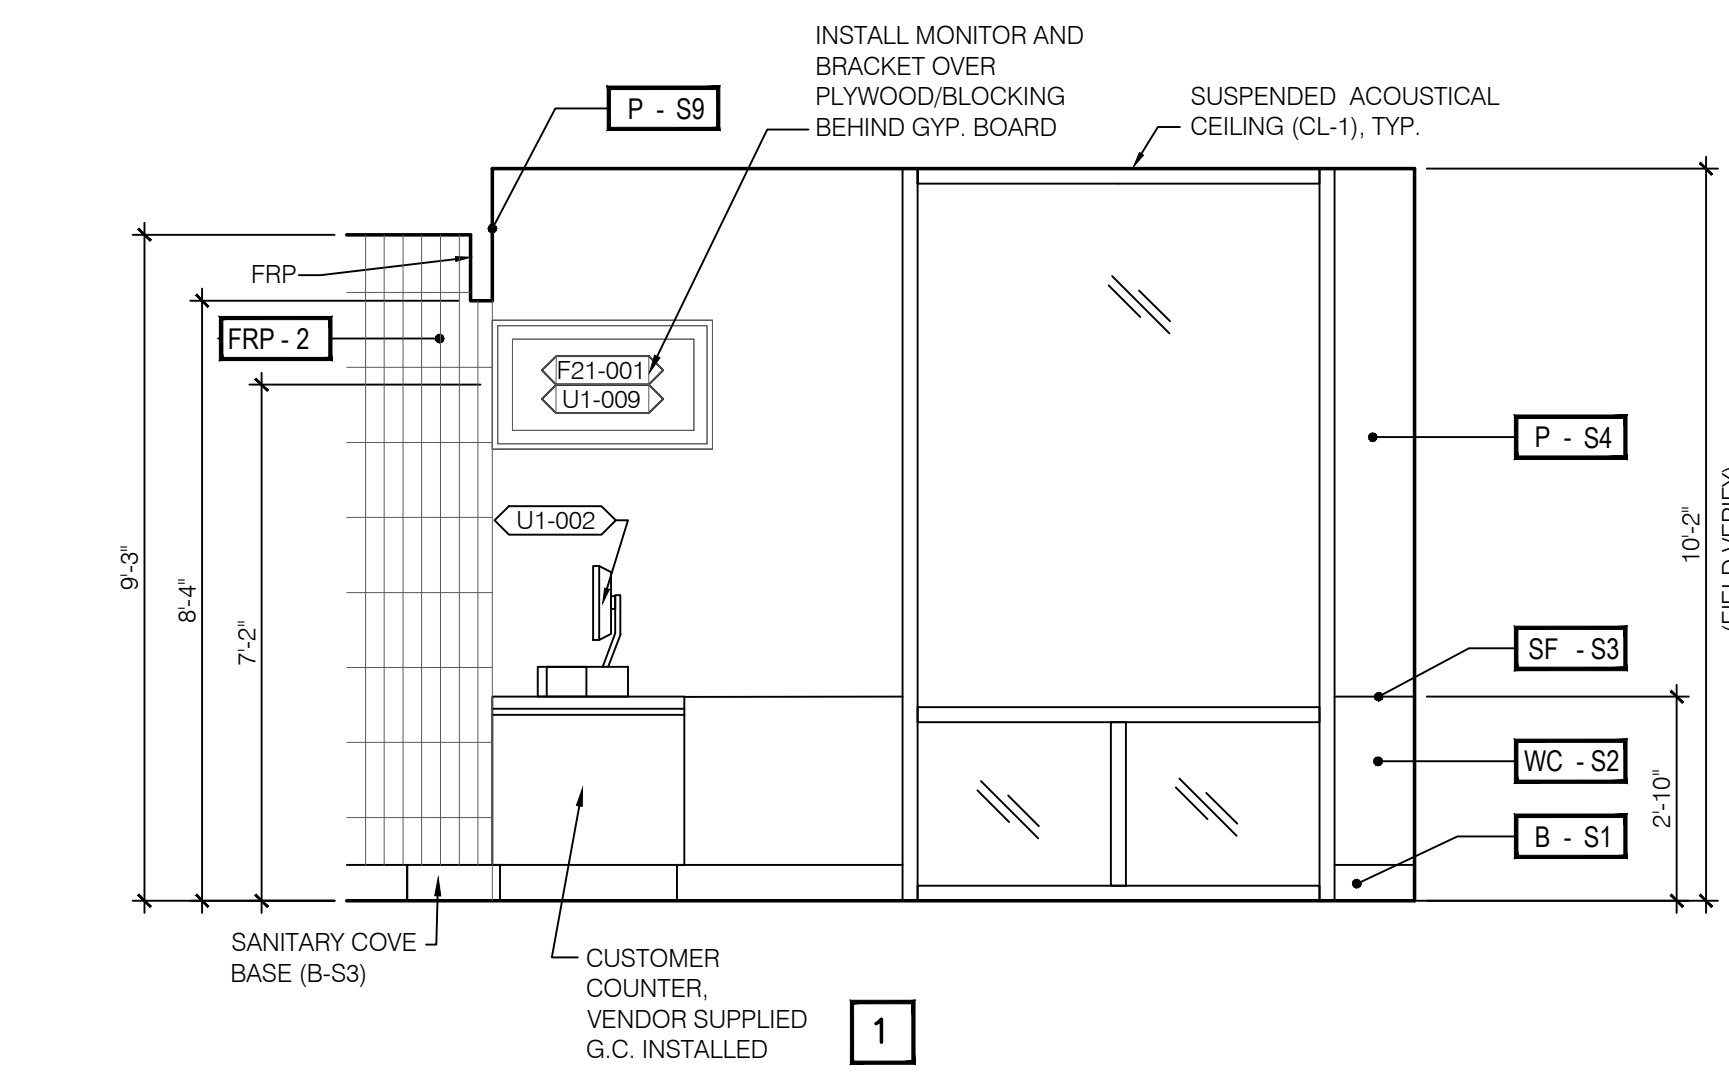 INSTALL MONITOR AND
BRACKET OVER
PLYWOOD/BLOCKING
BEHIND GYP. BOARD
SUSPENDED ACOUSTICAL
CEILING (CL-1), TYP.
P - S9
FRP
FRP - 2
F21-001
U1-009
U1-002
P - S4
SF - S3
WC - S2
B - S1
9'-3"
8'-4"
7'-2"
10'-2"
(FIELD VERIFY)
2'-10"
SANITARY COVE
BASE (B-S3)
CUSTOMER
COUNTER,
VENDOR SUPPLIED
G.C. INSTALLED
1